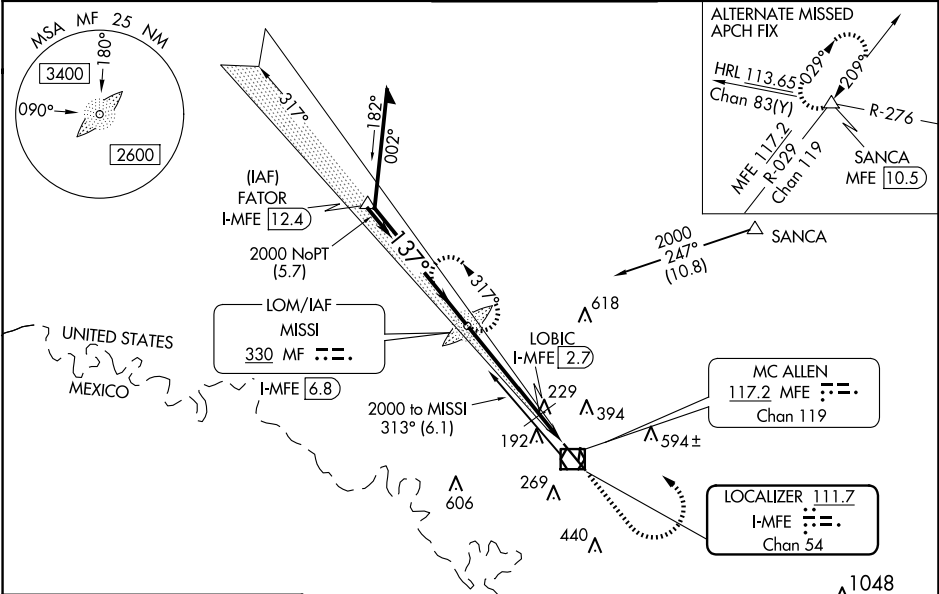 MSA MF 25 NM
180°
3400
090°
2600
317°
182°
002°
(IAF)
FATOR
I-MFE 12.4
2000 NoPT
(5.7)
137°
317°
LOM/IAF
MISSI
330 MF
I-MFE 6.8
UNITED STATES
MEXICO
2000 to MISSI
313° (6.1)
LOBIC
I-MFE 2.7
618
229
394
192
594±
269
606
440
1048
2000
247°
(10.8)
SANCA
MC ALLEN
117.2 MFE
Chan 119
LOCALIZER 111.7
I-MFE
Chan 54
ALTERNATE MISSED
APCH FIX
HRL 113.65
Chan 83(Y)
029°
209°
R-276
MFE 117.2
R-029
Chan 119
SANCA
MFE 10.5